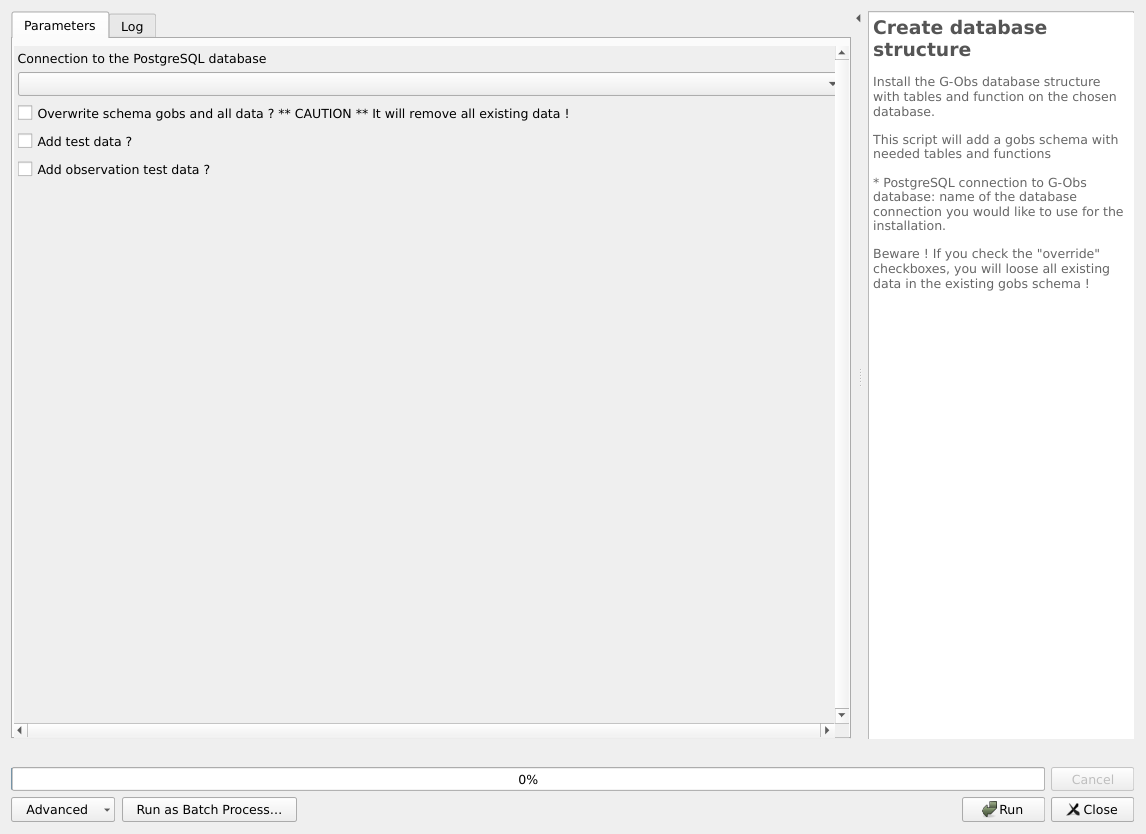 Parameters
Log
Connection to the PostgreSQL database
Overwrite schema gobs and all data ? ** CAUTION ** It will remove all existing data !
Add test data ?
Add observation test data ?
Create database
structure
Install the G-Obs database structure
with tables and function on the chosen
database.
This script will add a gobs schema with
needed tables and functions
* PostgreSQL connection to G-Obs
database: name of the database
connection you would like to use for the
installation.
Beware ! If you check the "override"
checkboxes, you will loose all existing
data in the existing gobs schema !
0%
Cancel
Advanced
Run as Batch Process...
Run
Close